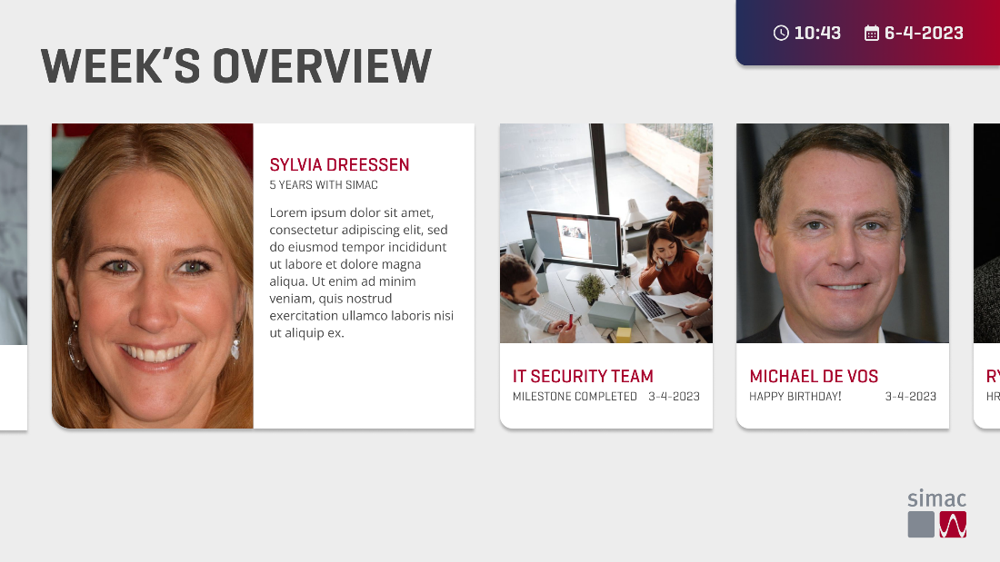 WEEK'S OVERVIEW
10:43 6-4-2023
SYLVIA DREESSEN
5 YEARS WITH SIMAC
Lorem ipsum dolor sit amet,
consectetur adipiscing elit, sed
do eiusmod tempor incididunt
ut labore et dolore magna
aliqua. Ut enim ad minim
veniam, quis nostrud
exercitation ullamco laboris nisi
ut aliquip ex.
IT SECURITY TEAM
MILESTONE COMPLETED 3-4-2023
MICHAEL DE VOS
HAPPY BIRTHDAY! 3-4-2023
RY
HR
simac